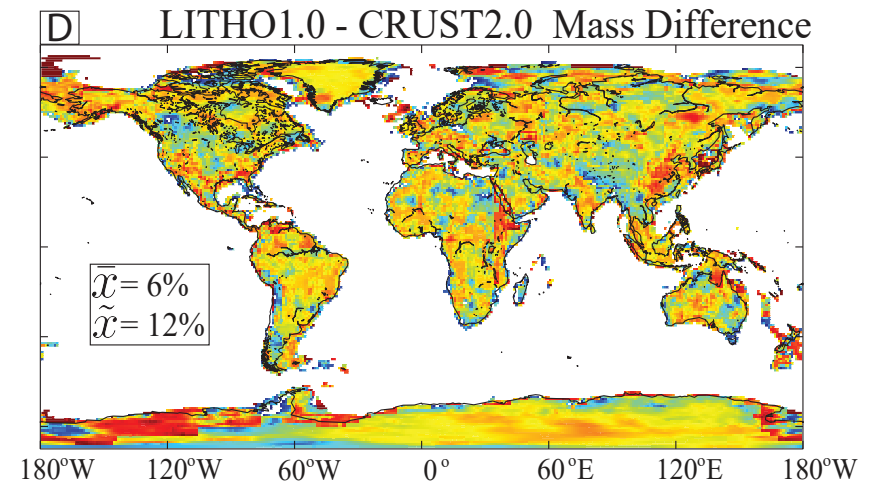 D
LITHO1.0 - CRUST2.0 Mass Difference
x̅ = 6%
x̃ = 12%
180°W 120°W 60°W 0° 60°E 120°E 180°W